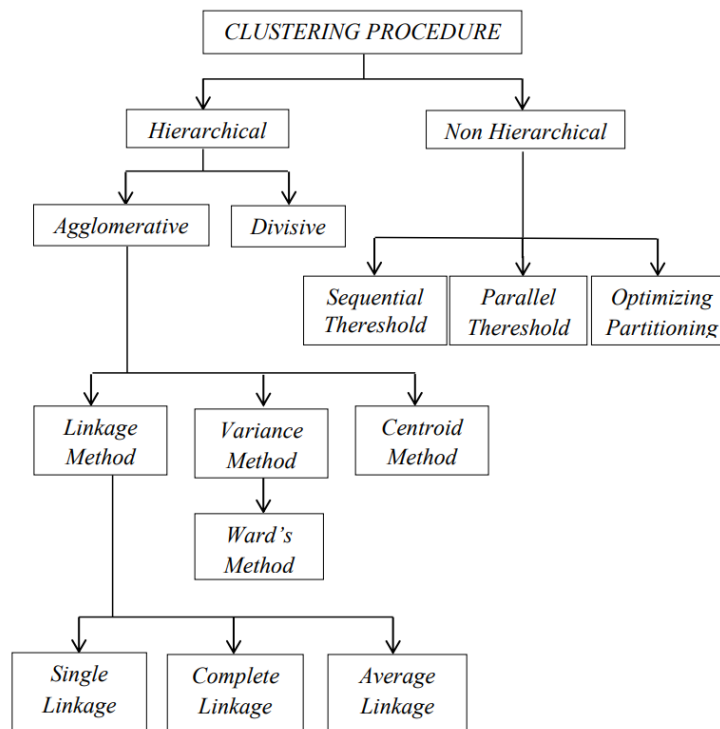 CLUSTERING PROCEDURE
Hierarchical
Non Hierarchical
Agglomerative
Divisive
Sequential
Thereshold
Parallel
Thereshold
Optimizing
Partitioning
Linkage
Method
Variance
Method
Centroid
Method
Ward’s
Method
Single
Linkage
Complete
Linkage
Average
Linkage